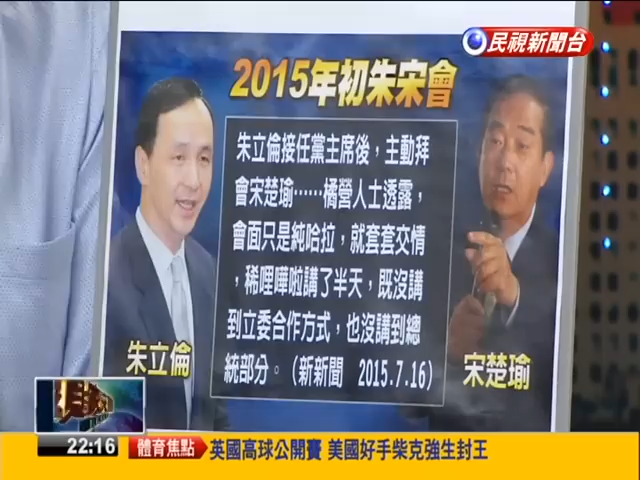 民視新聞台
2015年初朱宋會
朱立倫接任黨主席後，主動拜
會宋楚瑜⋯⋯橘營人士透露，
會面只是純哈拉，就套套交情
，稀哩嘩啦講了半天，既沒講
到立委合作方式，也沒講到總
統部分。（新新聞　2015.7.16）
朱立倫
宋楚瑜
22:16
體育焦點
英國高球公開賽 美國好手柴克強生封王